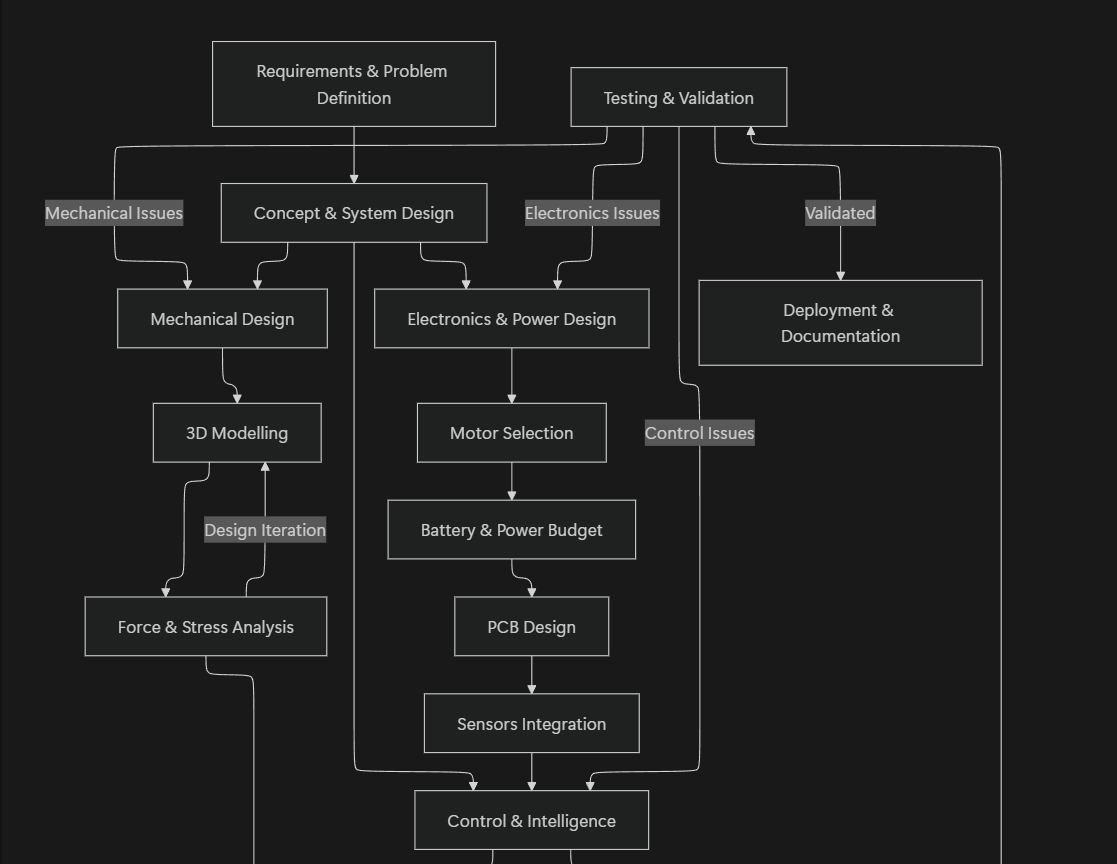 Requirements & Problem
Definition
Testing & Validation
Mechanical Issues
Concept & System Design
Electronics Issues
Validated
Mechanical Design
Electronics & Power Design
Deployment &
Documentation
3D Modelling
Motor Selection
Control Issues
Design Iteration
Battery & Power Budget
Force & Stress Analysis
PCB Design
Sensors Integration
Control & Intelligence